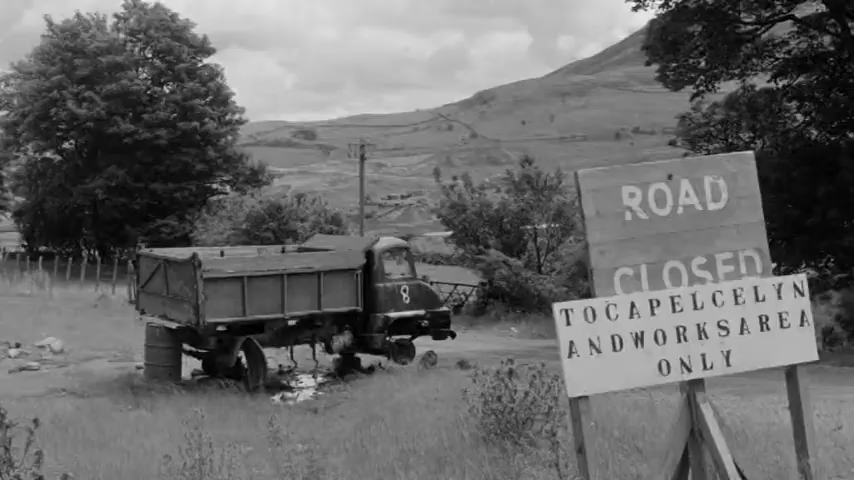 8
ROAD
CLOSED
TOCAPELCELYN
ANDWORKSAREA
ONLY